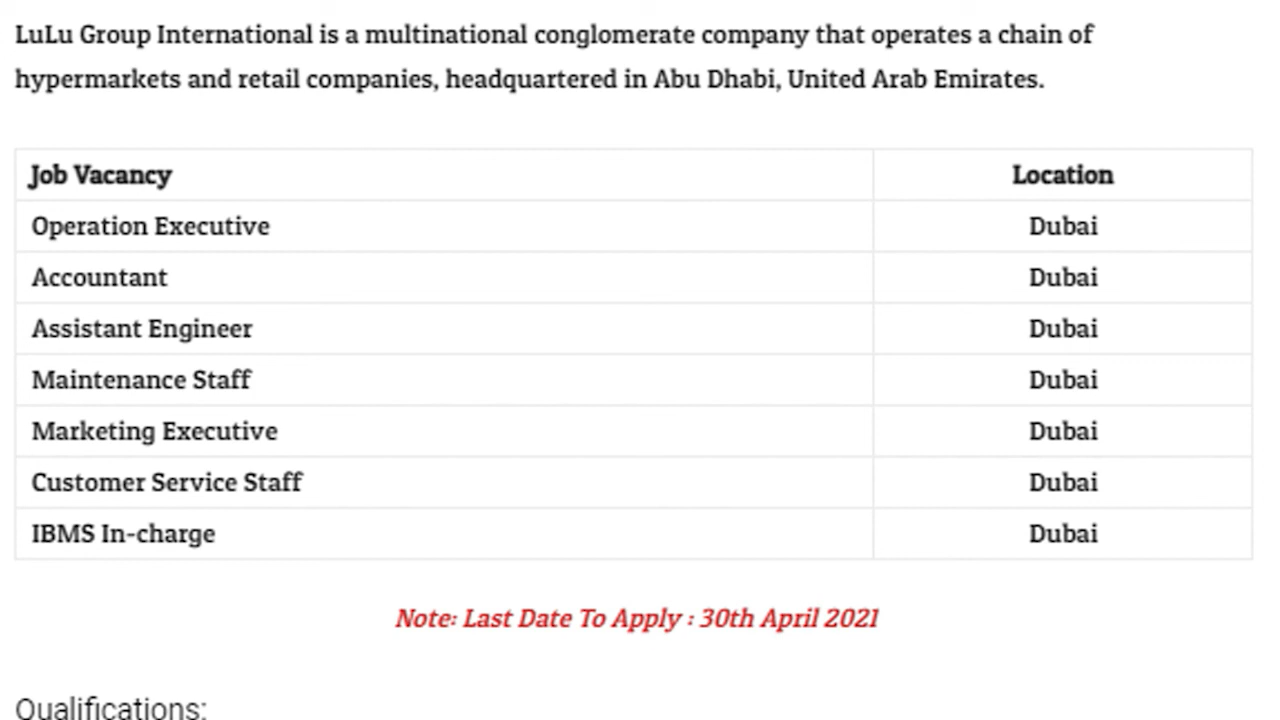 LuLu Group International is a multinational conglomerate company that operates a chain of
hypermarkets and retail companies, headquartered in Abu Dhabi, United Arab Emirates.
Job Vacancy Location
Operation Executive Dubai
Accountant Dubai
Assistant Engineer Dubai
Maintenance Staff Dubai
Marketing Executive Dubai
Customer Service Staff Dubai
IBMS In-charge Dubai
Note: Last Date To Apply : 30th April 2021
Qualifications: